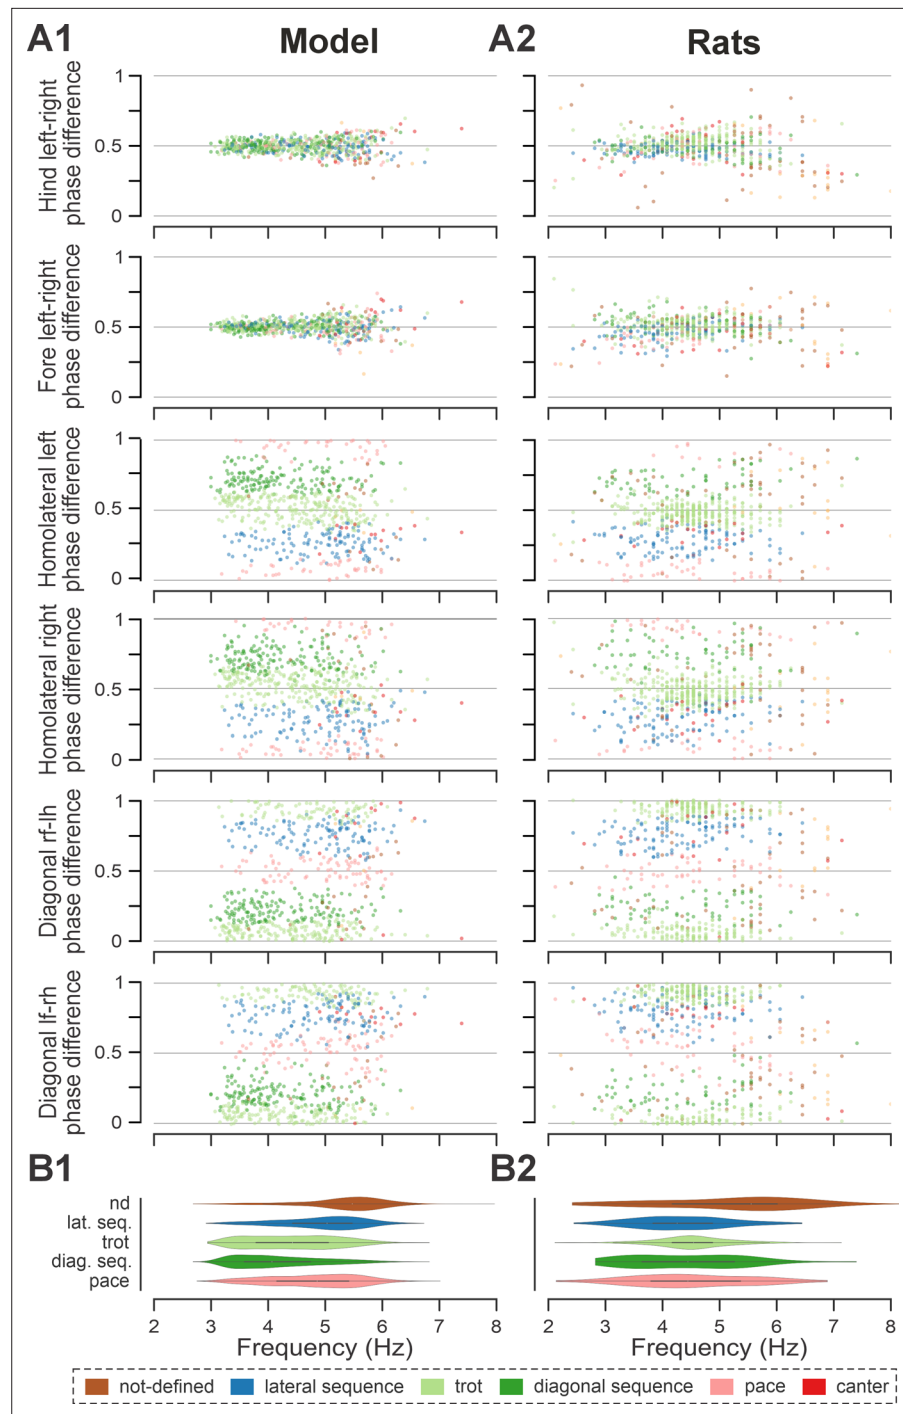 A1 Model A2 Rats
Hind left-right
phase difference
1
0.5
0
Fore left-right
phase difference
1
0.5
0
Homolateral left
phase difference
1
0.5
0
Homolateral right
phase difference
1
0.5
0
Diagonal rf-lh
phase difference
1
0.5
0
Diagonal lf-rh
phase difference
1
0.5
0
B1 B2
nd
lat. seq.
trot
diag. seq.
pace
2 3 4 5 6 7 8 2 3 4 5 6 7 8
Frequency (Hz) Frequency (Hz)
not-defined lateral sequence trot diagonal sequence pace canter